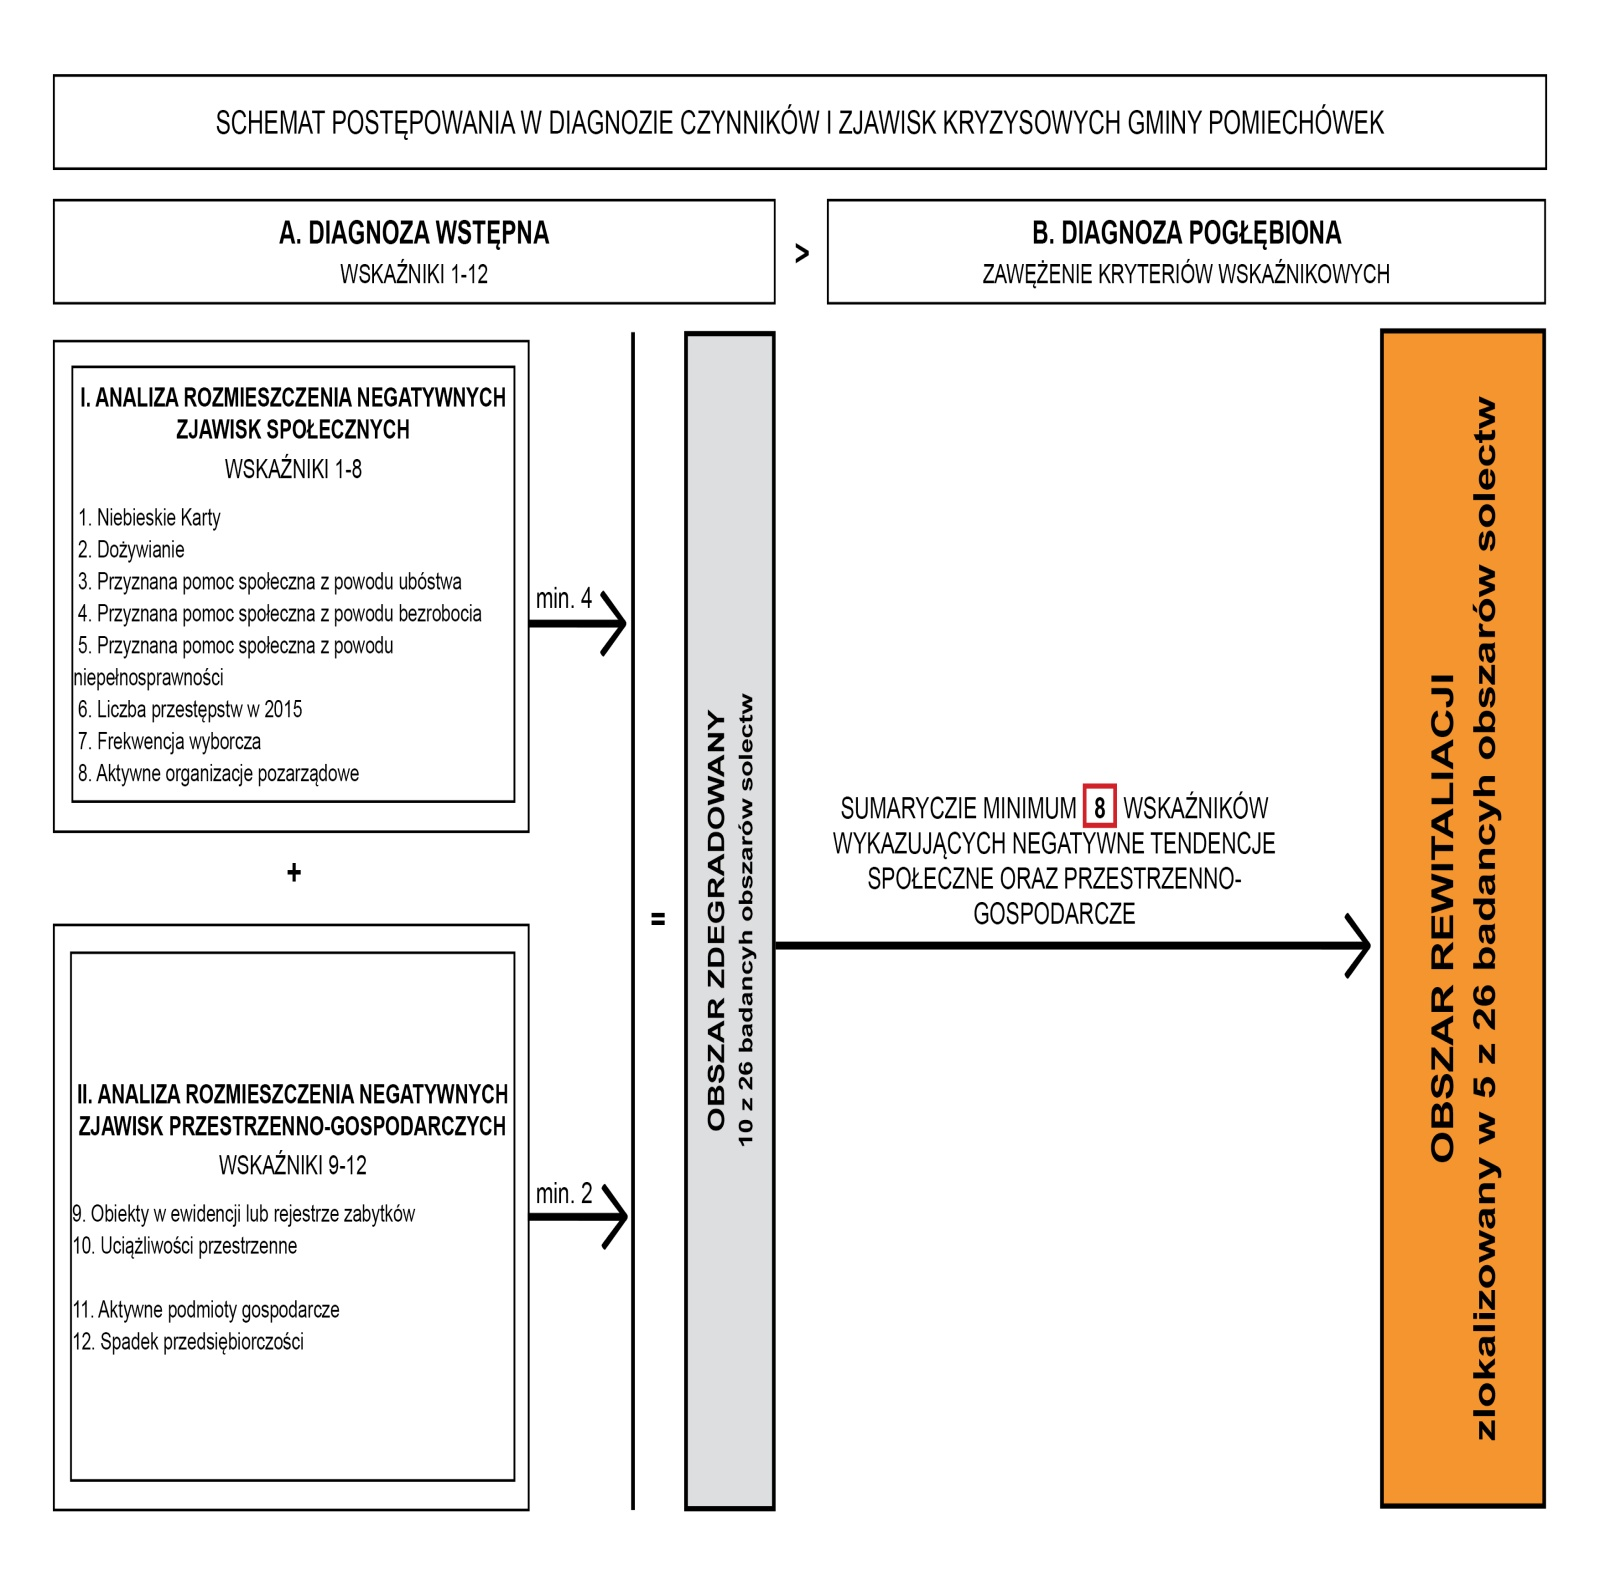 SCHEMAT POSTĘPOWANIA W DIAGNOZIE CZYNNIKÓW I ZJAWISK KRYZYSOWYCH GMINY POMIECHÓWEK
A. DIAGNOZA WSTĘPNA
WSKAŹNIKI 1-12
>
B. DIAGNOZA POGŁĘBIONA
ZAWĘŻENIE KRYTERIÓW WSKAŹNIKOWYCH
I. ANALIZA ROZMIESZCZENIA NEGATYWNYCH
ZJAWISK SPOŁECZNYCH
WSKAŹNIKI 1-8
1. Niebieskie Karty
2. Dożywianie
3. Przyznana pomoc społeczna z powodu ubóstwa
4. Przyznana pomoc społeczna z powodu bezrobocia
5. Przyznana pomoc społeczna z powodu
niepełnosprawności
6. Liczba przestępstw w 2015
7. Frekwencja wyborcza
8. Aktywne organizacje pozarządowe
min. 4
+
II. ANALIZA ROZMIESZCZENIA NEGATYWNYCH
ZJAWISK PRZESTRZENNO-GOSPODARCZYCH
WSKAŹNIKI 9-12
9. Obiekty w ewidencji lub rejestrze zabytków
10. Uciążliwości przestrzenne
11. Aktywne podmioty gospodarcze
12. Spadek przedsiębiorczości
min. 2
=
OBSZAR ZDEGRADOWANY
10 z 26 badancyh obszarów solectw
SUMARYCZIE MINIMUM 8 WSKAŹNIKÓW
WYKAZUJĄCYCH NEGATYWNE TENDENCJE
SPOŁECZNE ORAZ PRZESTRZENNO-
GOSPODARCZE
OBSZAR REWITALIACJI
zlokalizowany w 5 z 26 badancyh obszarów solectw